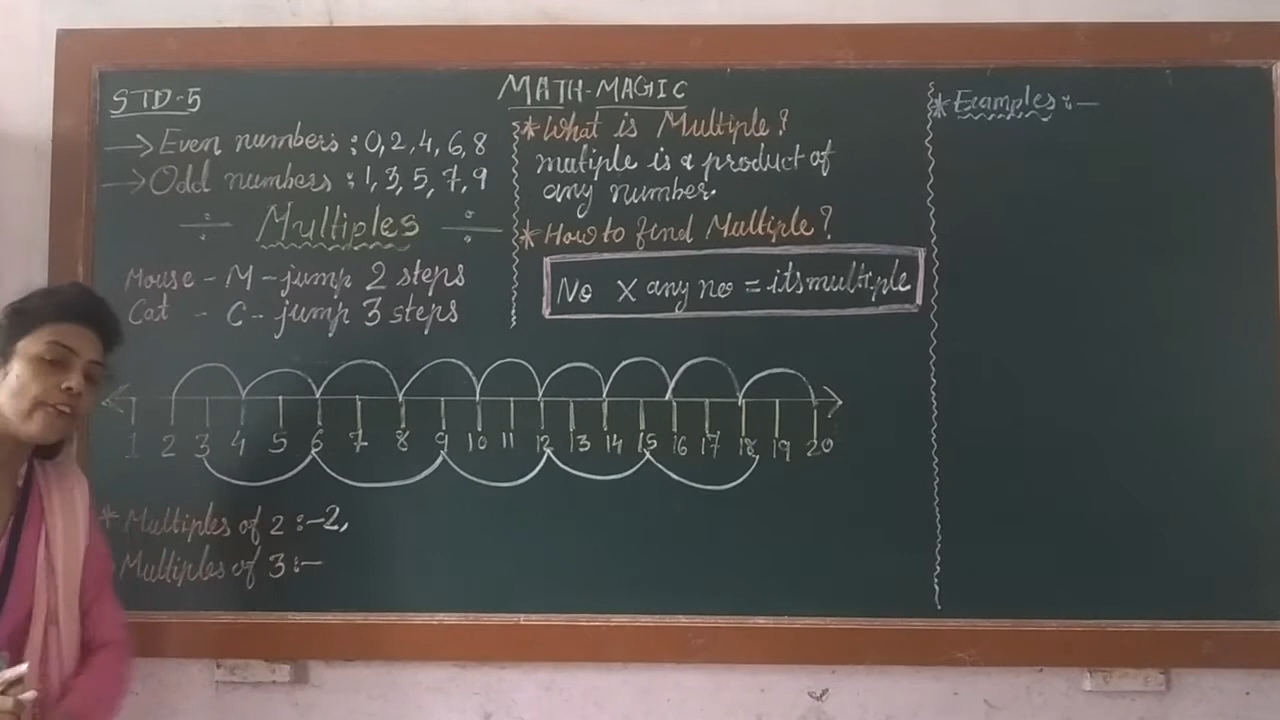 MATH-MAGIC
STD-5
→ Even numbers : 0, 2, 4, 6, 8
→ Odd numbers : 1, 3, 5, 7, 9
÷ Multiples ÷
Mouse - M - jump 2 steps
Cat - C - jump 3 steps
* What is Multiple?
mutiple is a product of
any number.
* How to find Multiple?
No X any no = its multiple
* Examples :-
1 2 3 4 5 6 7 8 9 10 11 12 13 14 15 16 17 18 19 20
* Multiples of 2 :- 2,
Multiples of 3 :-